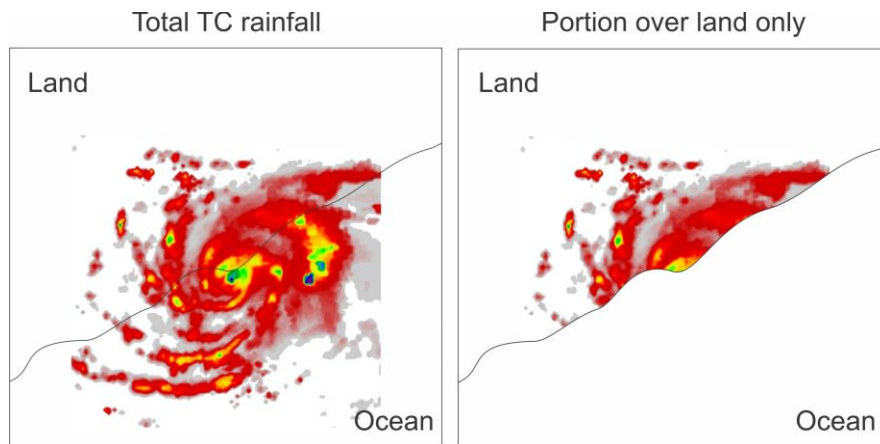 Total TC rainfall
Portion over land only
Land
Land
Ocean
Ocean